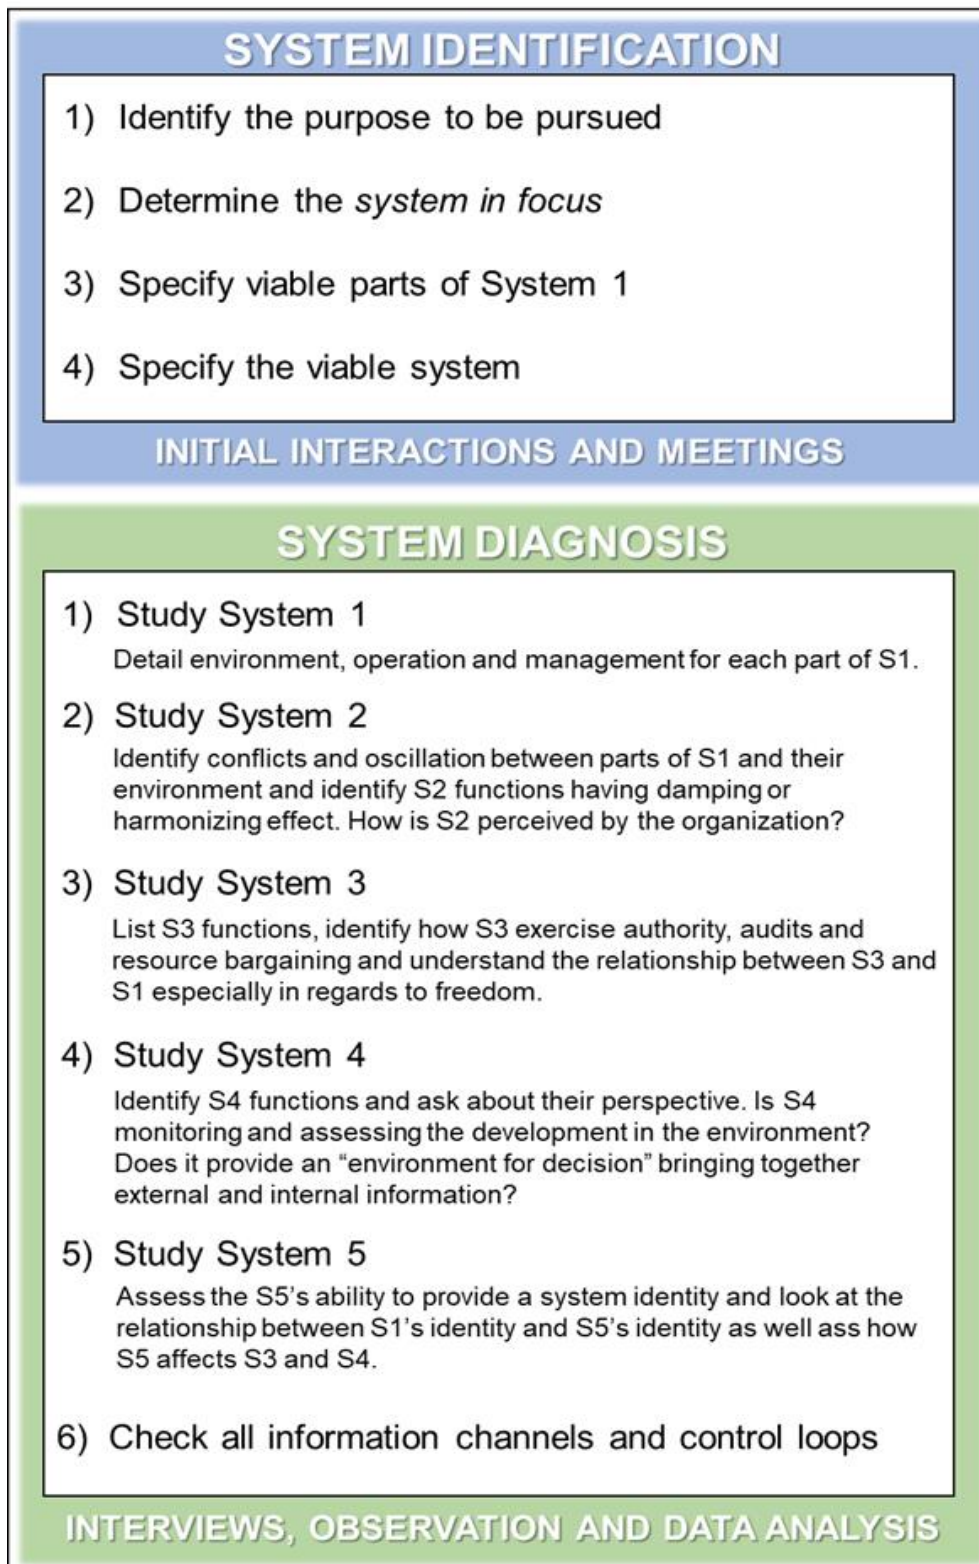 SYSTEM IDENTIFICATION
1) Identify the purpose to be pursued
2) Determine the system in focus
3) Specify viable parts of System 1
4) Specify the viable system
INITIAL INTERACTIONS AND MEETINGS
SYSTEM DIAGNOSIS
1) Study System 1
Detail environment, operation and management for each part of S1.
2) Study System 2
Identify conflicts and oscillation between parts of S1 and their
environment and identify S2 functions having damping or
harmonizing effect. How is S2 perceived by the organization?
3) Study System 3
List S3 functions, identify how S3 exercise authority, audits and
resource bargaining and understand the relationship between S3 and
S1 especially in regards to freedom.
4) Study System 4
Identify S4 functions and ask about their perspective. Is S4
monitoring and assessing the development in the environment?
Does it provide an “environment for decision” bringing together
external and internal information?
5) Study System 5
Assess the S5’s ability to provide a system identity and look at the
relationship between S1’s identity and S5’s identity as well ass how
S5 affects S3 and S4.
6) Check all information channels and control loops
INTERVIEWS, OBSERVATION AND DATA ANALYSIS